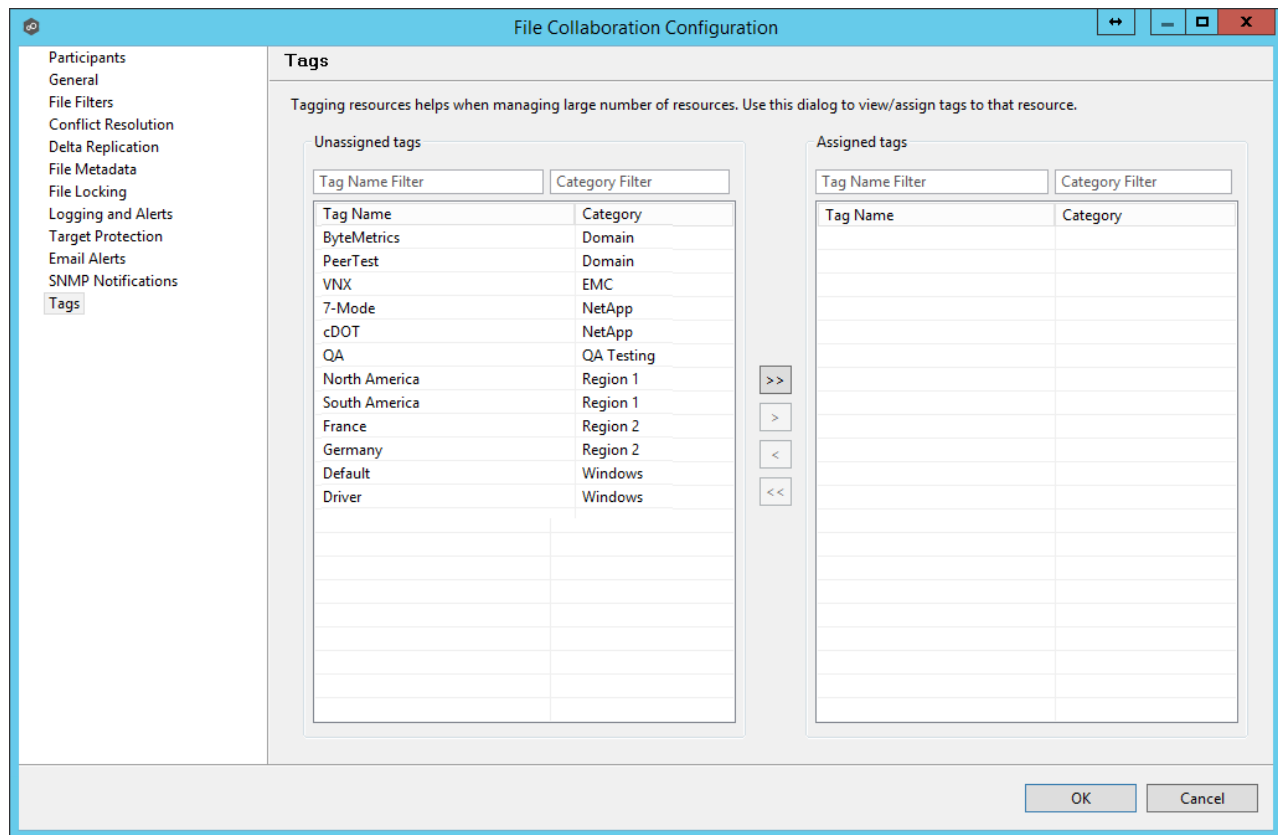 File Collaboration Configuration
Participants
General
File Filters
Conflict Resolution
Delta Replication
File Metadata
File Locking
Logging and Alerts
Target Protection
Email Alerts
SNMP Notifications
Tags
Tags
Tagging resources helps when managing large number of resources. Use this dialog to view/assign tags to that resource.
Unassigned tags
Tag Name Filter Category Filter
Tag Name Category
ByteMetrics Domain
PeerTest Domain
VNX EMC
7-Mode NetApp
cDOT NetApp
QA QA Testing
North America Region 1
South America Region 1
France Region 2
Germany Region 2
Default Windows
Driver Windows
>>
>
<
<<
Assigned tags
Tag Name Filter Category Filter
Tag Name Category
OK Cancel